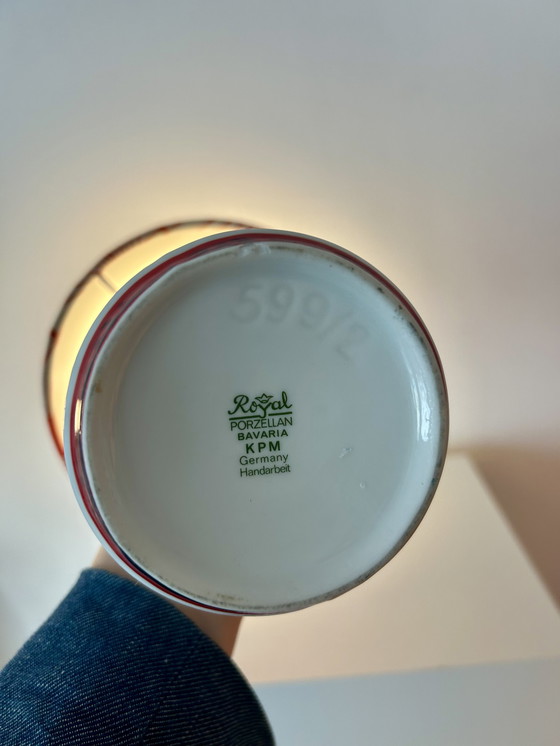 599/2
Royal
PORZELLAN
BAVARIA
KPM
Germany
Handarbeit